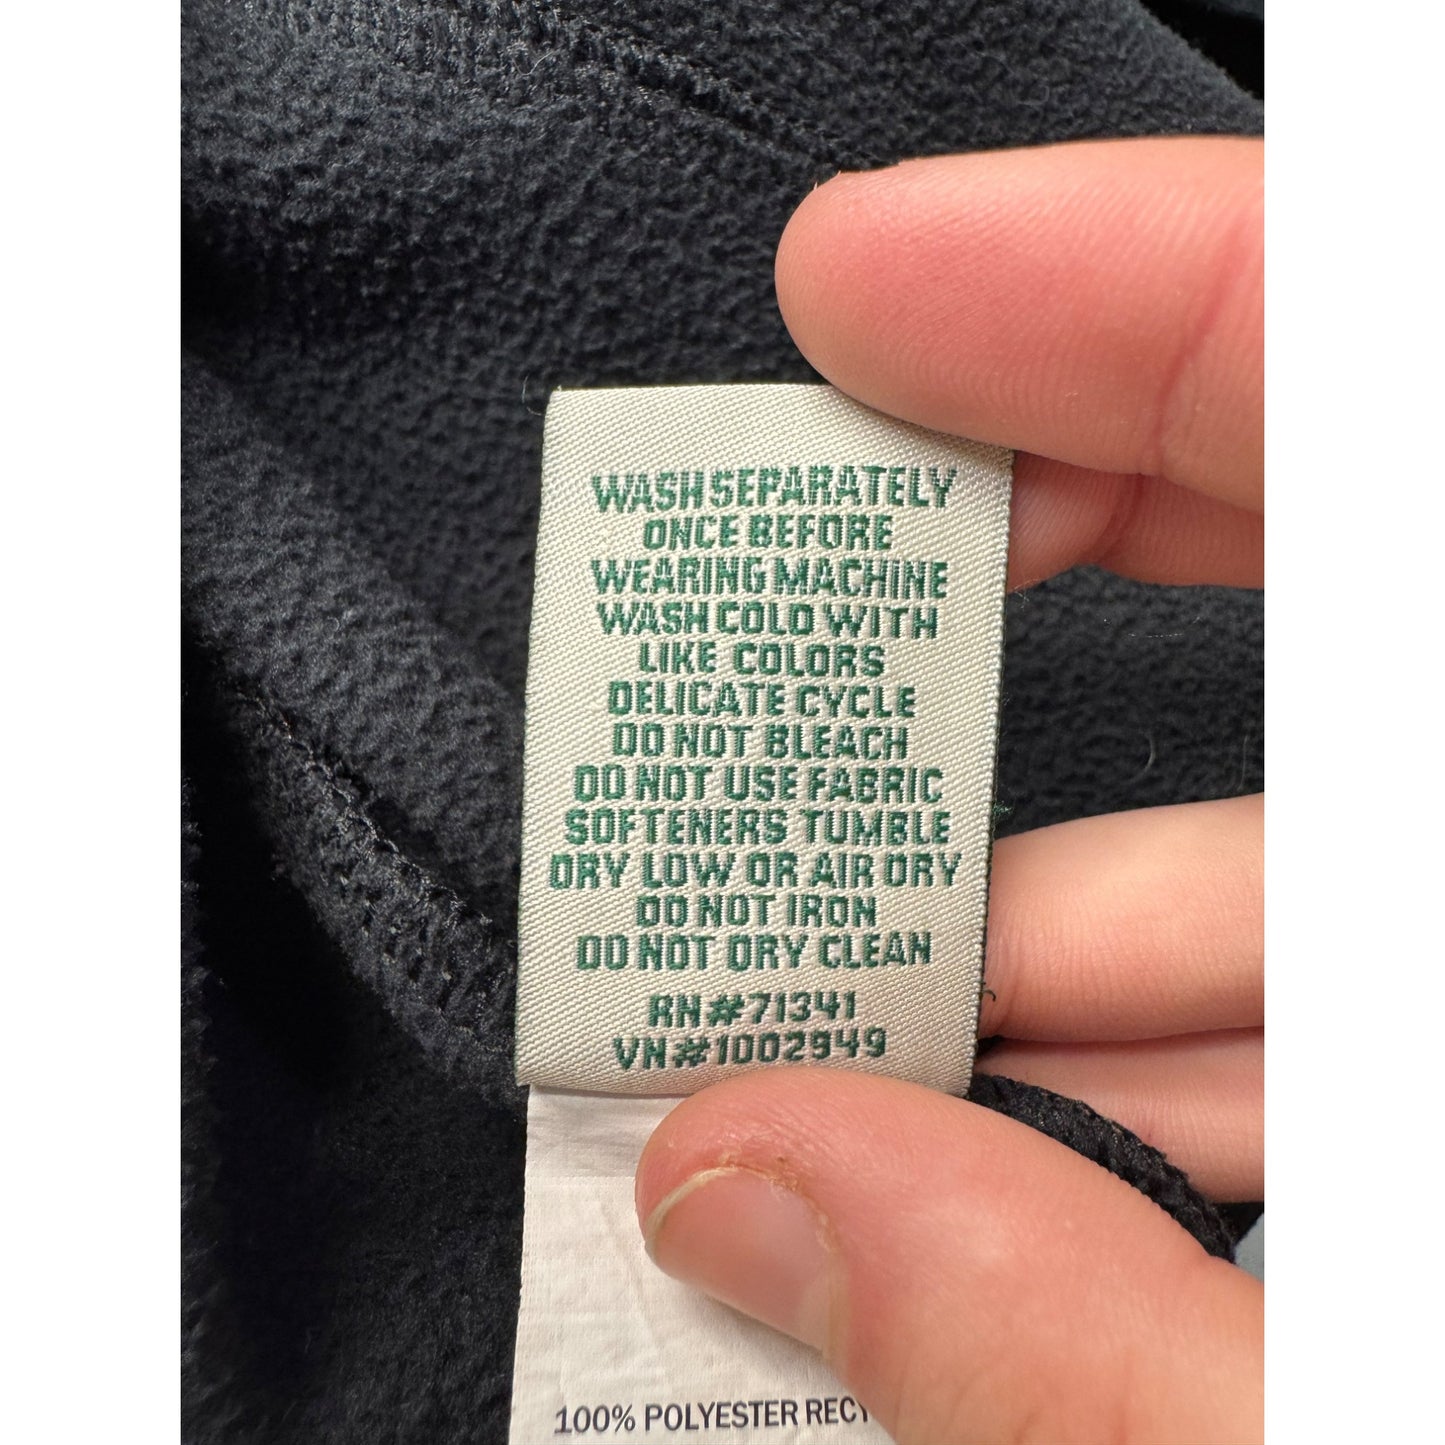 WASH SEPARATELY
ONCE BEFORE
WEARING MACHINE
WASH COLD WITH
LIKE COLORS
DELICATE CYCLE
DO NOT BLEACH
DO NOT USE FABRIC
SOFTENERS TUMBLE
DRY LOW OR AIR DRY
DO NOT IRON
DO NOT DRY CLEAN
RN#71341
VN#1002949
100% POLYESTER RECY